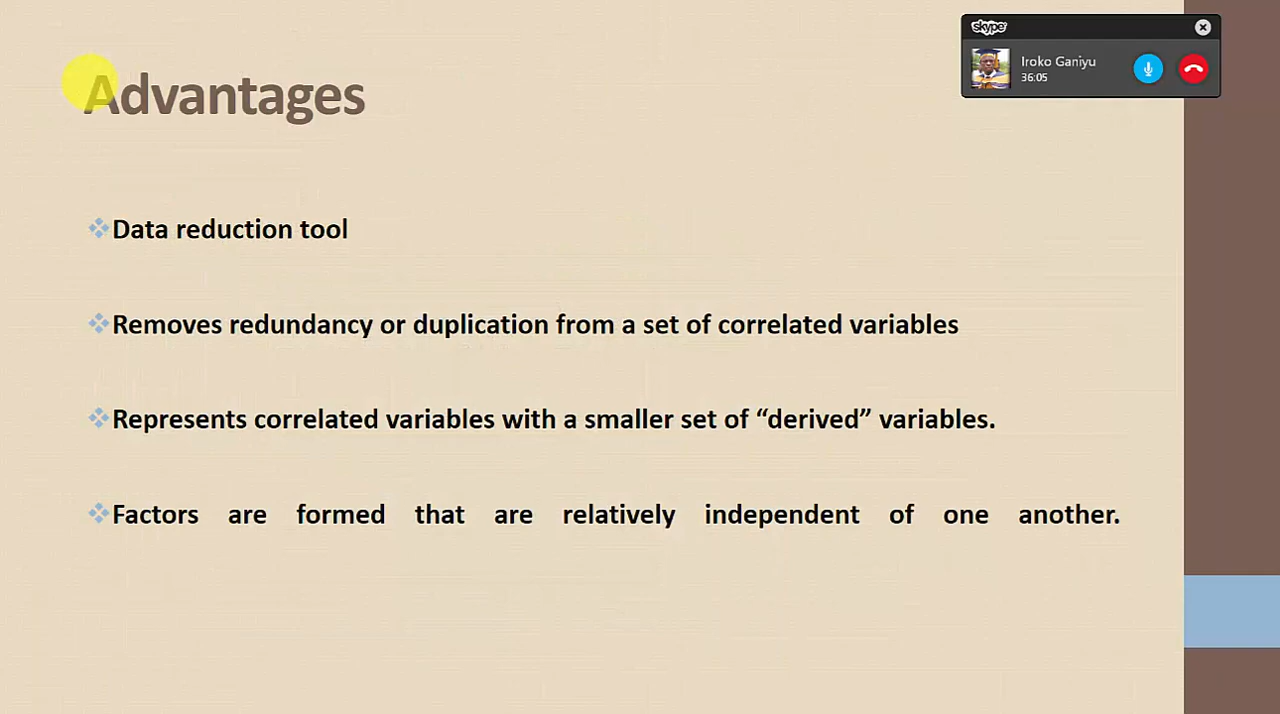 skype
Iroko Ganiyu
36:05
Advantages
Data reduction tool
Removes redundancy or duplication from a set of correlated variables
Represents correlated variables with a smaller set of “derived” variables.
Factors are formed that are relatively independent of one another.